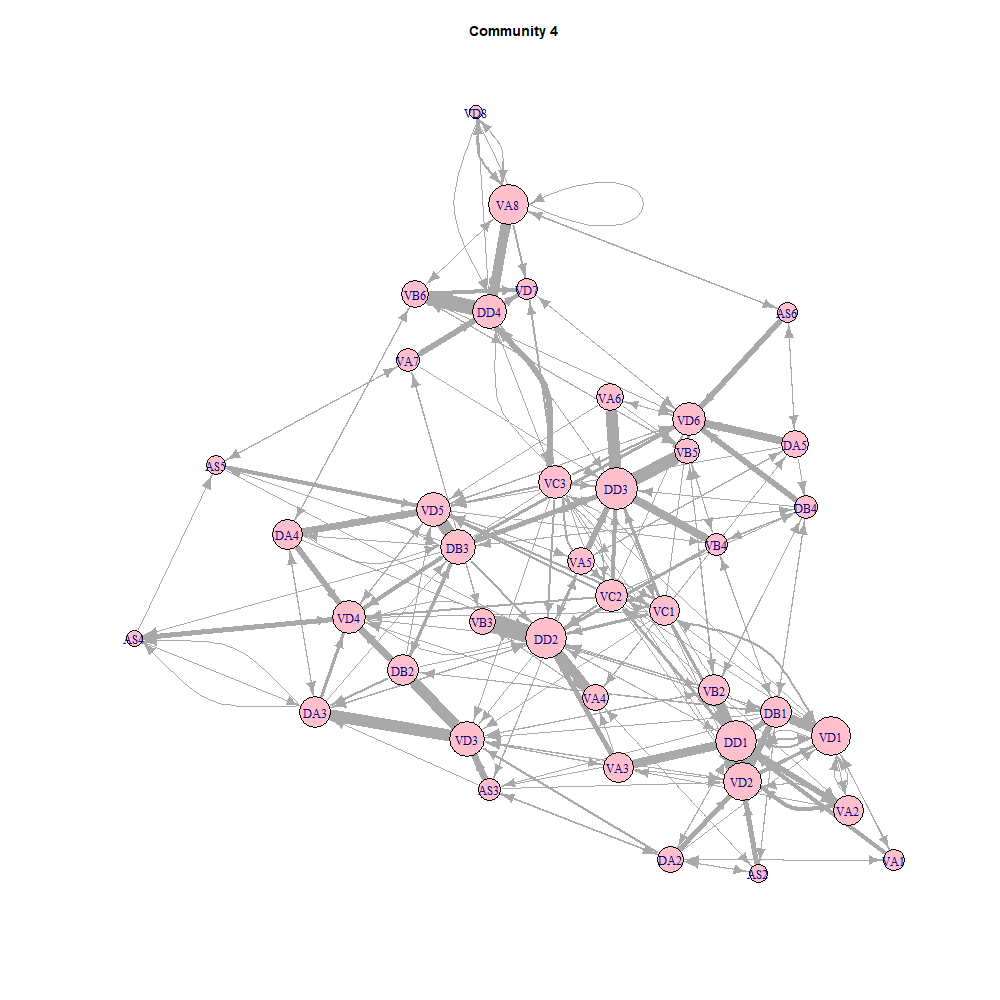 Community 4
VD8
VA8
VD7
VB6
DD4
AS6
VA7
VA6
VD6
DA5
VB5
AS5
VC3
DD3
DB4
VD5
DA4
DB3
VB4
VA5
VC2
VC1
VD4
VB3
AS4
DD2
DB2
VB2
VA4
DA3
DB1
VD3
DD1
VD1
VA3
VD2
AS3
VA2
DA2
VA1
AS2